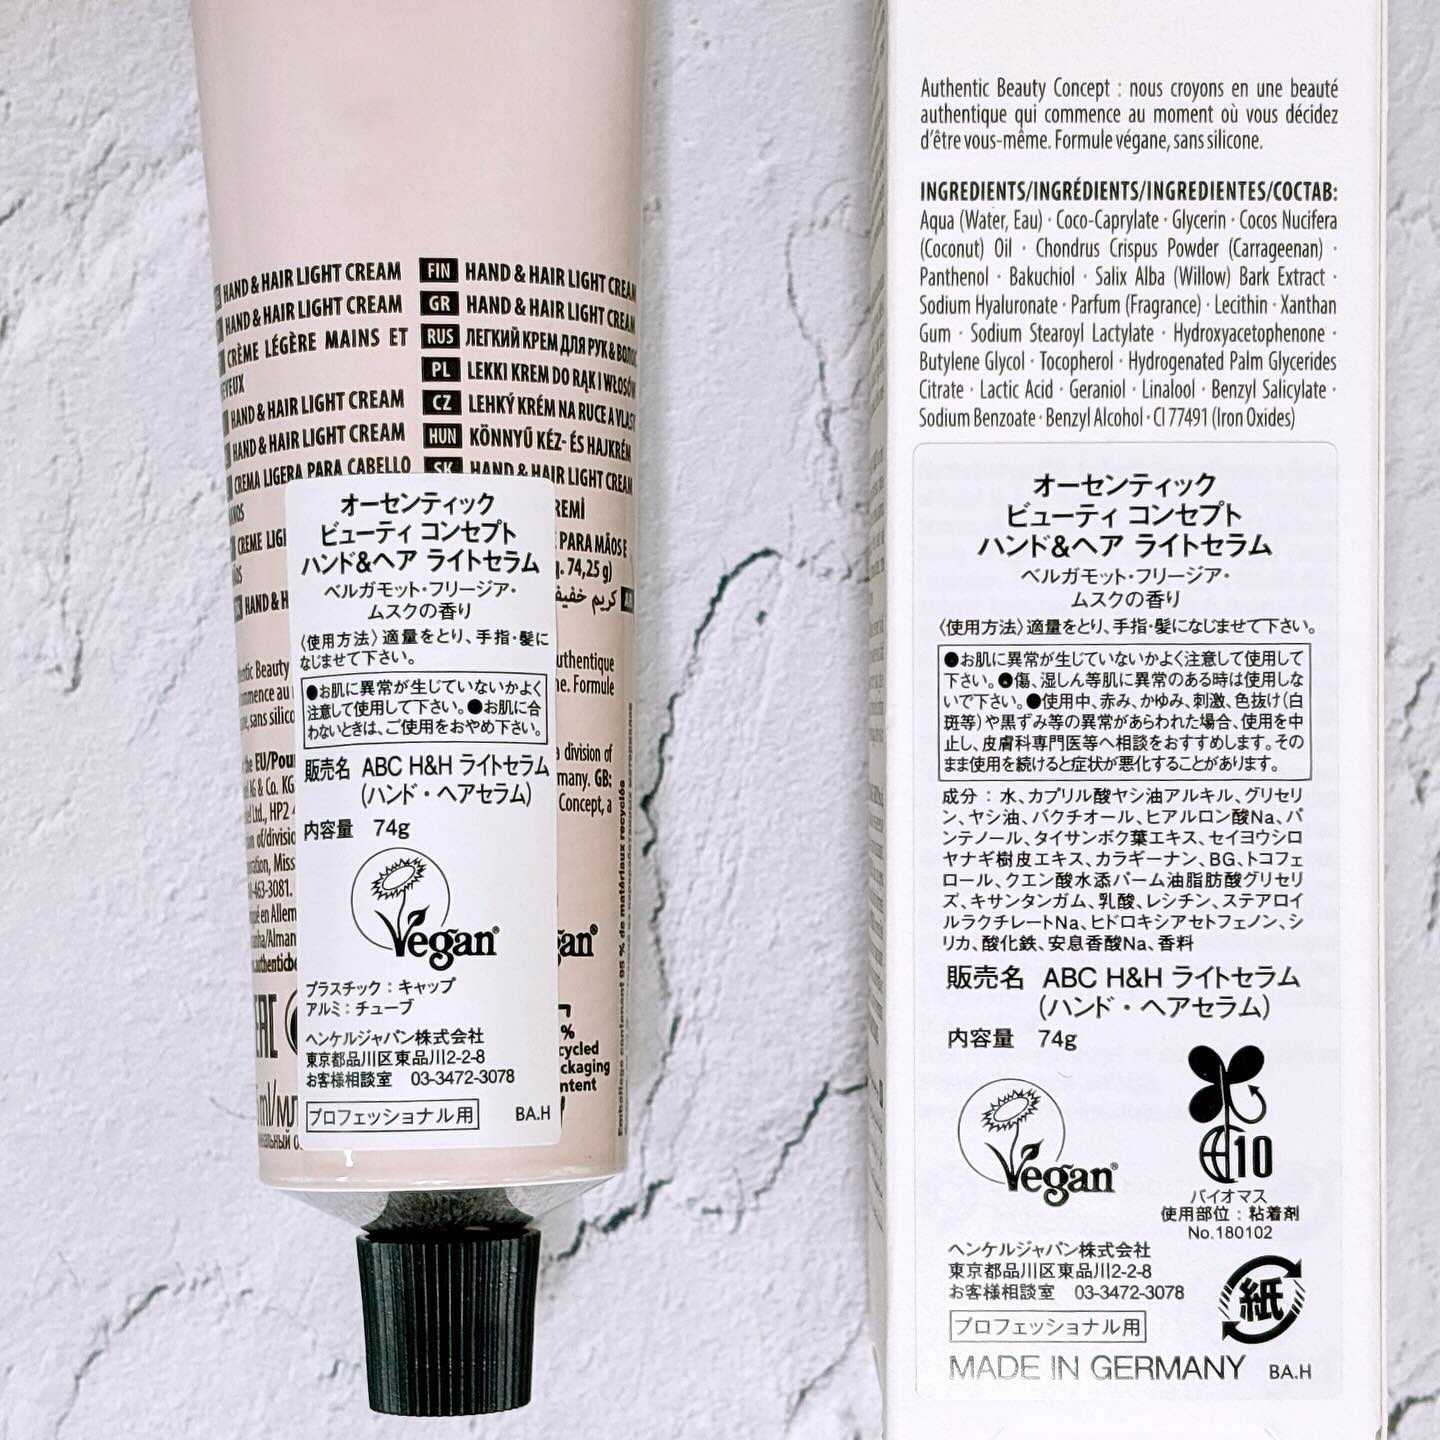 HAND & HAIR LIGHT CREAM
HAND & HAIR LIGHT CREAM
CRÈME LÉGÈRE MAINS ET
HAND & HAIR LIGHT CREAM
HAND & HAIR LIGHT CREAM
CREMA LIGERA PARA CABELLO
FIN HAND & HAIR LIGHT CREAM
GR HAND & HAIR LIGHT CREAM
RUS ЛЕГКИЙ КРЕМ ДЛЯ РУК & ВОЛОС
PL LEKKI KREM DO RĄK I WŁOSÓW
CZ LEHKÝ KRÉM NA RUCE A VLASY
HUN KÖNNYŰ KÉZ- ÉS HAJKRÉM
SK HAND & HAIR LIGHT CREAM
PARA MÃOS E
74,25 g)
كريم خفيف
オーセンティック
ビューティ コンセプト
ハンド&ヘア ライトセラム
ベルガモット・フリージア・
ムスクの香り
〈使用方法〉適量をとり、手指・髪に
なじませて下さい。
●お肌に異常が生じていないかよく
注意して使用して下さい。●お肌に合
わないときは、ご使用をおやめ下さい。
販売名 ABC H&H ライトセラム
(ハンド・ヘアセラム)
内容量 74g
Vegan®
プラスチック：キャップ
アルミ：チューブ
ヘンケルジャパン株式会社
東京都品川区東品川2-2-8
お客様相談室 03-3472-3078
プロフェッショナル用 BA.H
Emballage contenant 95 % de matériaux recyclés
Authentic Beauty Concept : nous croyons en une beauté
authentique qui commence au moment où vous décidez
d'être vous-même. Formule végane, sans silicone.
INGREDIENTS/INGRÉDIENTS/INGREDIENTES/СОСТАВ:
Aqua (Water, Eau) · Coco-Caprylate · Glycerin · Cocos Nucifera
(Coconut) Oil · Chondrus Crispus Powder (Carrageenan) ·
Panthenol · Bakuchiol · Salix Alba (Willow) Bark Extract ·
Sodium Hyaluronate · Parfum (Fragrance) · Lecithin · Xanthan
Gum · Sodium Stearoyl Lactylate · Hydroxyacetophenone ·
Butylene Glycol · Tocopherol · Hydrogenated Palm Glycerides
Citrate · Lactic Acid · Geraniol · Linalool · Benzyl Salicylate ·
Sodium Benzoate · Benzyl Alcohol · CI 77491 (Iron Oxides)
オーセンティック
ビューティ コンセプト
ハンド&ヘア ライトセラム
ベルガモット・フリージア・
ムスクの香り
〈使用方法〉適量をとり、手指・髪になじませて下さい。
●お肌に異常が生じていないかよく注意して使用して
下さい。●傷、湿しん等肌に異常のある時は使用しな
いで下さい。●使用中、赤み、かゆみ、刺激、色抜け(白
斑等)や黒ずみ等の異常があらわれた場合、使用を中
止し、皮膚科専門医等へ相談をおすすめします。その
まま使用を続けると症状が悪化することがあります。
成分：水、カプリル酸ヤシ油アルキル、グリセリ
ン、ヤシ油、バクチオール、ヒアルロン酸Na、パ
ンテノール、タイサンボク葉エキス、セイヨウシロ
ヤナギ樹皮エキス、カラギーナン、BG、トコフェ
ロール、クエン酸水添パーム油脂肪酸グリセリ
ズ、キサンタンガム、乳酸、レシチン、ステアロイ
ルラクチレートNa、ヒドロキシアセトフェノン、シ
リカ、酸化鉄、安息香酸Na、香料
販売名 ABC H&H ライトセラム
(ハンド・ヘアセラム)
内容量 74g
Vegan®
10
バイオマス
使用部位：粘着剤
No.180102
ヘンケルジャパン株式会社
東京都品川区東品川2-2-8
お客様相談室 03-3472-3078
紙
プロフェッショナル用
MADE IN GERMANY BA.H